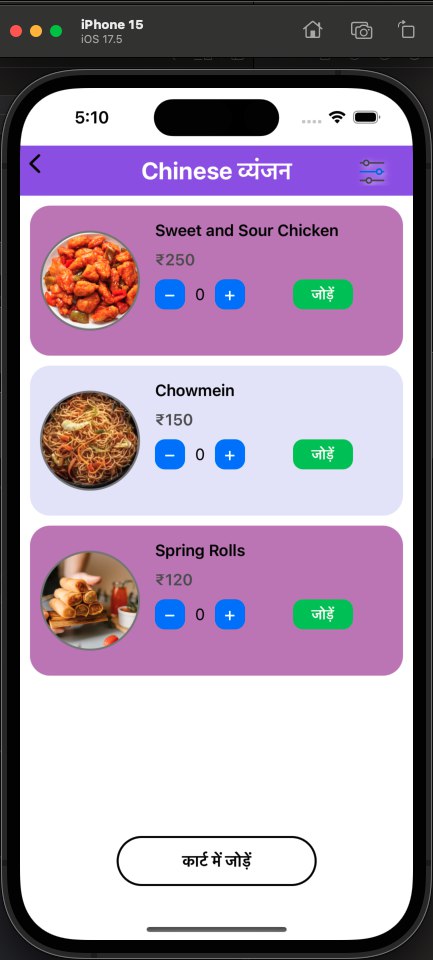 iPhone 15
iOS 17.5
5:10
Chinese व्यंजन
Sweet and Sour Chicken
₹250
− 0 + जोड़ें
Chowmein
₹150
− 0 + जोड़ें
Spring Rolls
₹120
− 0 + जोड़ें
कार्ट में जोड़ें